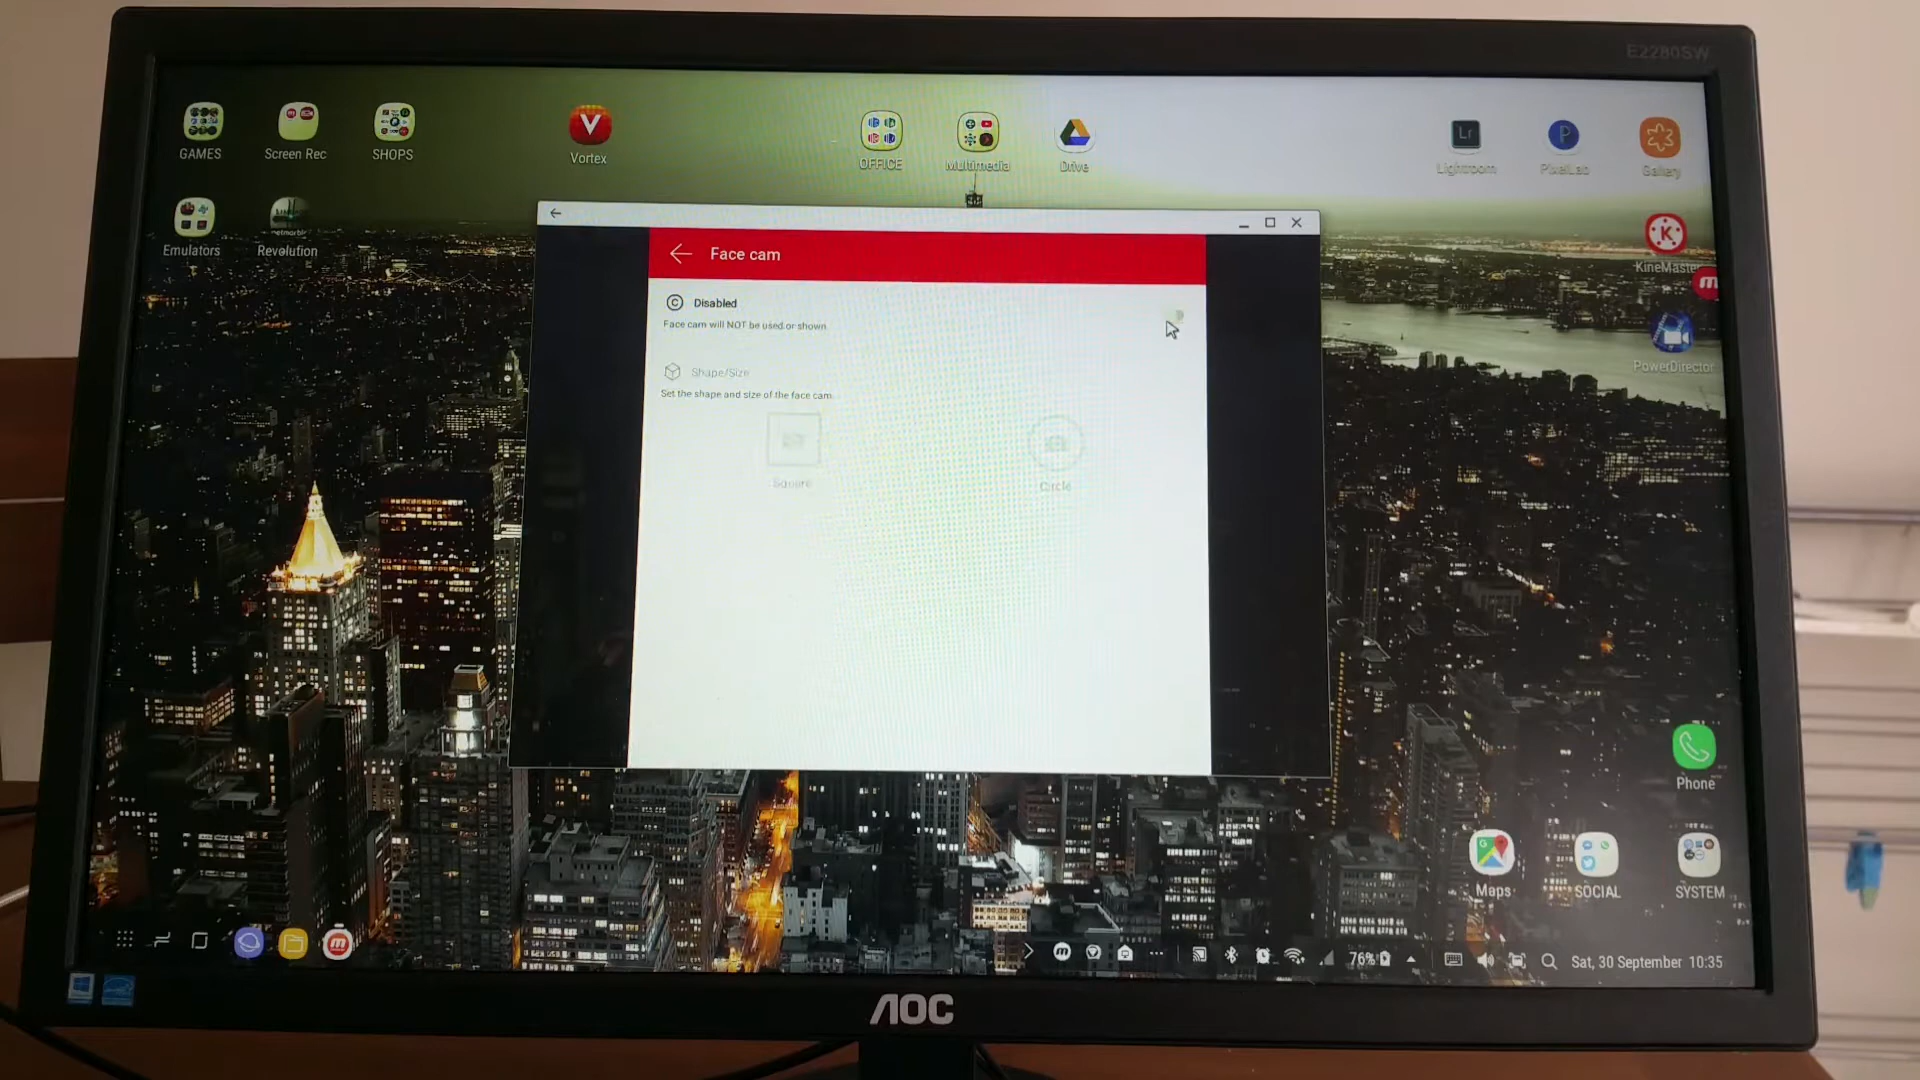 E2280SW
GAMES
Screen Rec
SHOPS
V
Vortex
OFFICE
Multimedia
Drive
Lr
Lightroom
P
PixelLab
Gallery
Emulators
netmarble
Revolution
K
KineMaster
m
PowerDirector
Face cam
Disabled
Face cam will NOT be used or shown.
Shape/Size
Set the shape and size of the face cam.
Square
Circle
Phone
G
Maps
SOCIAL
SYSTEM
m
m
76%
Sat, 30 September 10:35
AOC